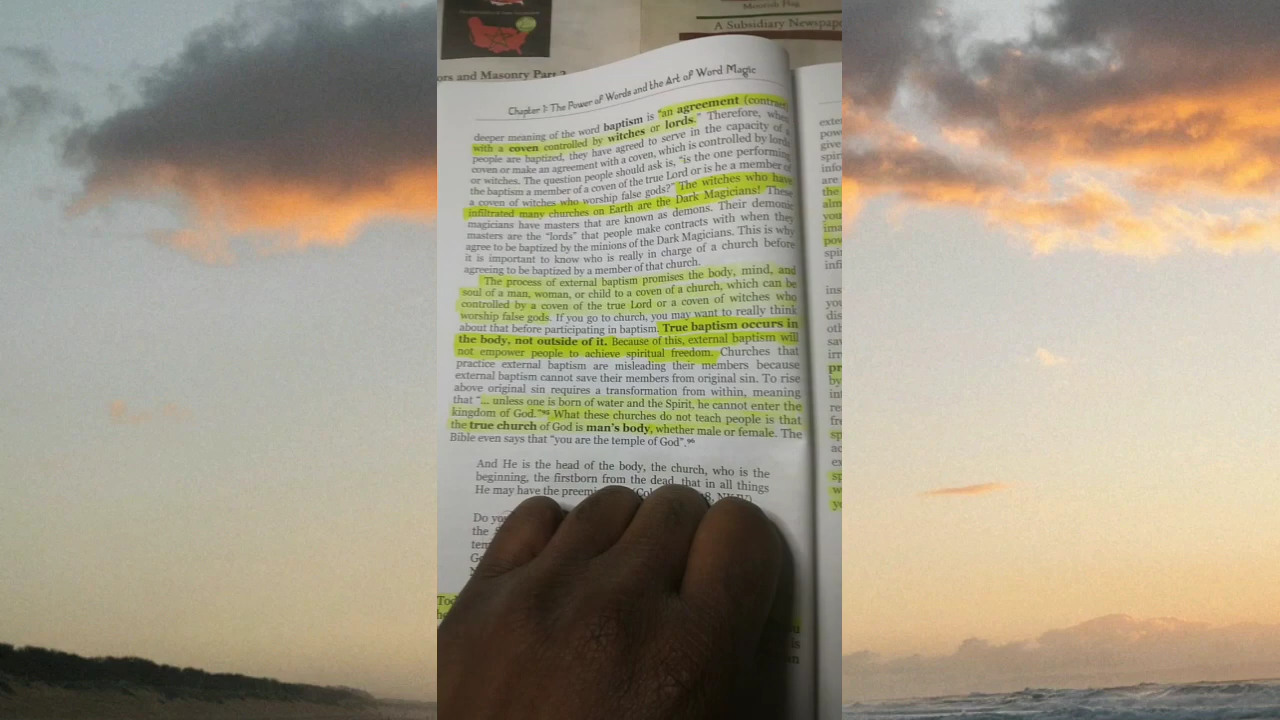 Moorish Flag
A Subsidiary Newspape
ors and Masonry Part 2
Chapter 1: The Power of Words and the Art of Word Magic
deeper meaning of the word baptism is "an agreement (contract)
with a coven controlled by witches or lords." Therefore, when
people are baptized, they have agreed to serve in the capacity of a
coven or make an agreement with a coven, which is controlled by lords
or witches. The question people should ask is, "is the one performing
the baptism a member of a coven of the true Lord or is he a member of
a coven of witches who worship false gods?" The witches who have
infiltrated many churches on Earth are the Dark Magicians! These
magicians have masters that are known as demons. Their demonic
masters are the "lords" that people make contracts with when they
agree to be baptized by the minions of the Dark Magicians. This is why
it is important to know who is really in charge of a church before
agreeing to be baptized by a member of that church.
The process of external baptism promises the body, mind, and
soul of a man, woman, or child to a coven of a church, which can be
controlled by a coven of the true Lord or a coven of witches who
worship false gods. If you go to church, you may want to really think
about that before participating in baptism. True baptism occurs in
the body, not outside of it. Because of this, external baptism will
not empower people to achieve spiritual freedom. Churches that
practice external baptism are misleading their members because
external baptism cannot save their members from original sin. To rise
above original sin requires a transformation from within, meaning
that "... unless one is born of water and the Spirit, he cannot enter the
kingdom of God."95 What these churches do not teach people is that
the true church of God is man's body, whether male or female. The
Bible even says that "you are the temple of God".96
And He is the head of the body, the church, who is the
beginning, the firstborn from the dead, that in all things
He may have the preemi (Col 8, NKJV)
Do yo
the
tem